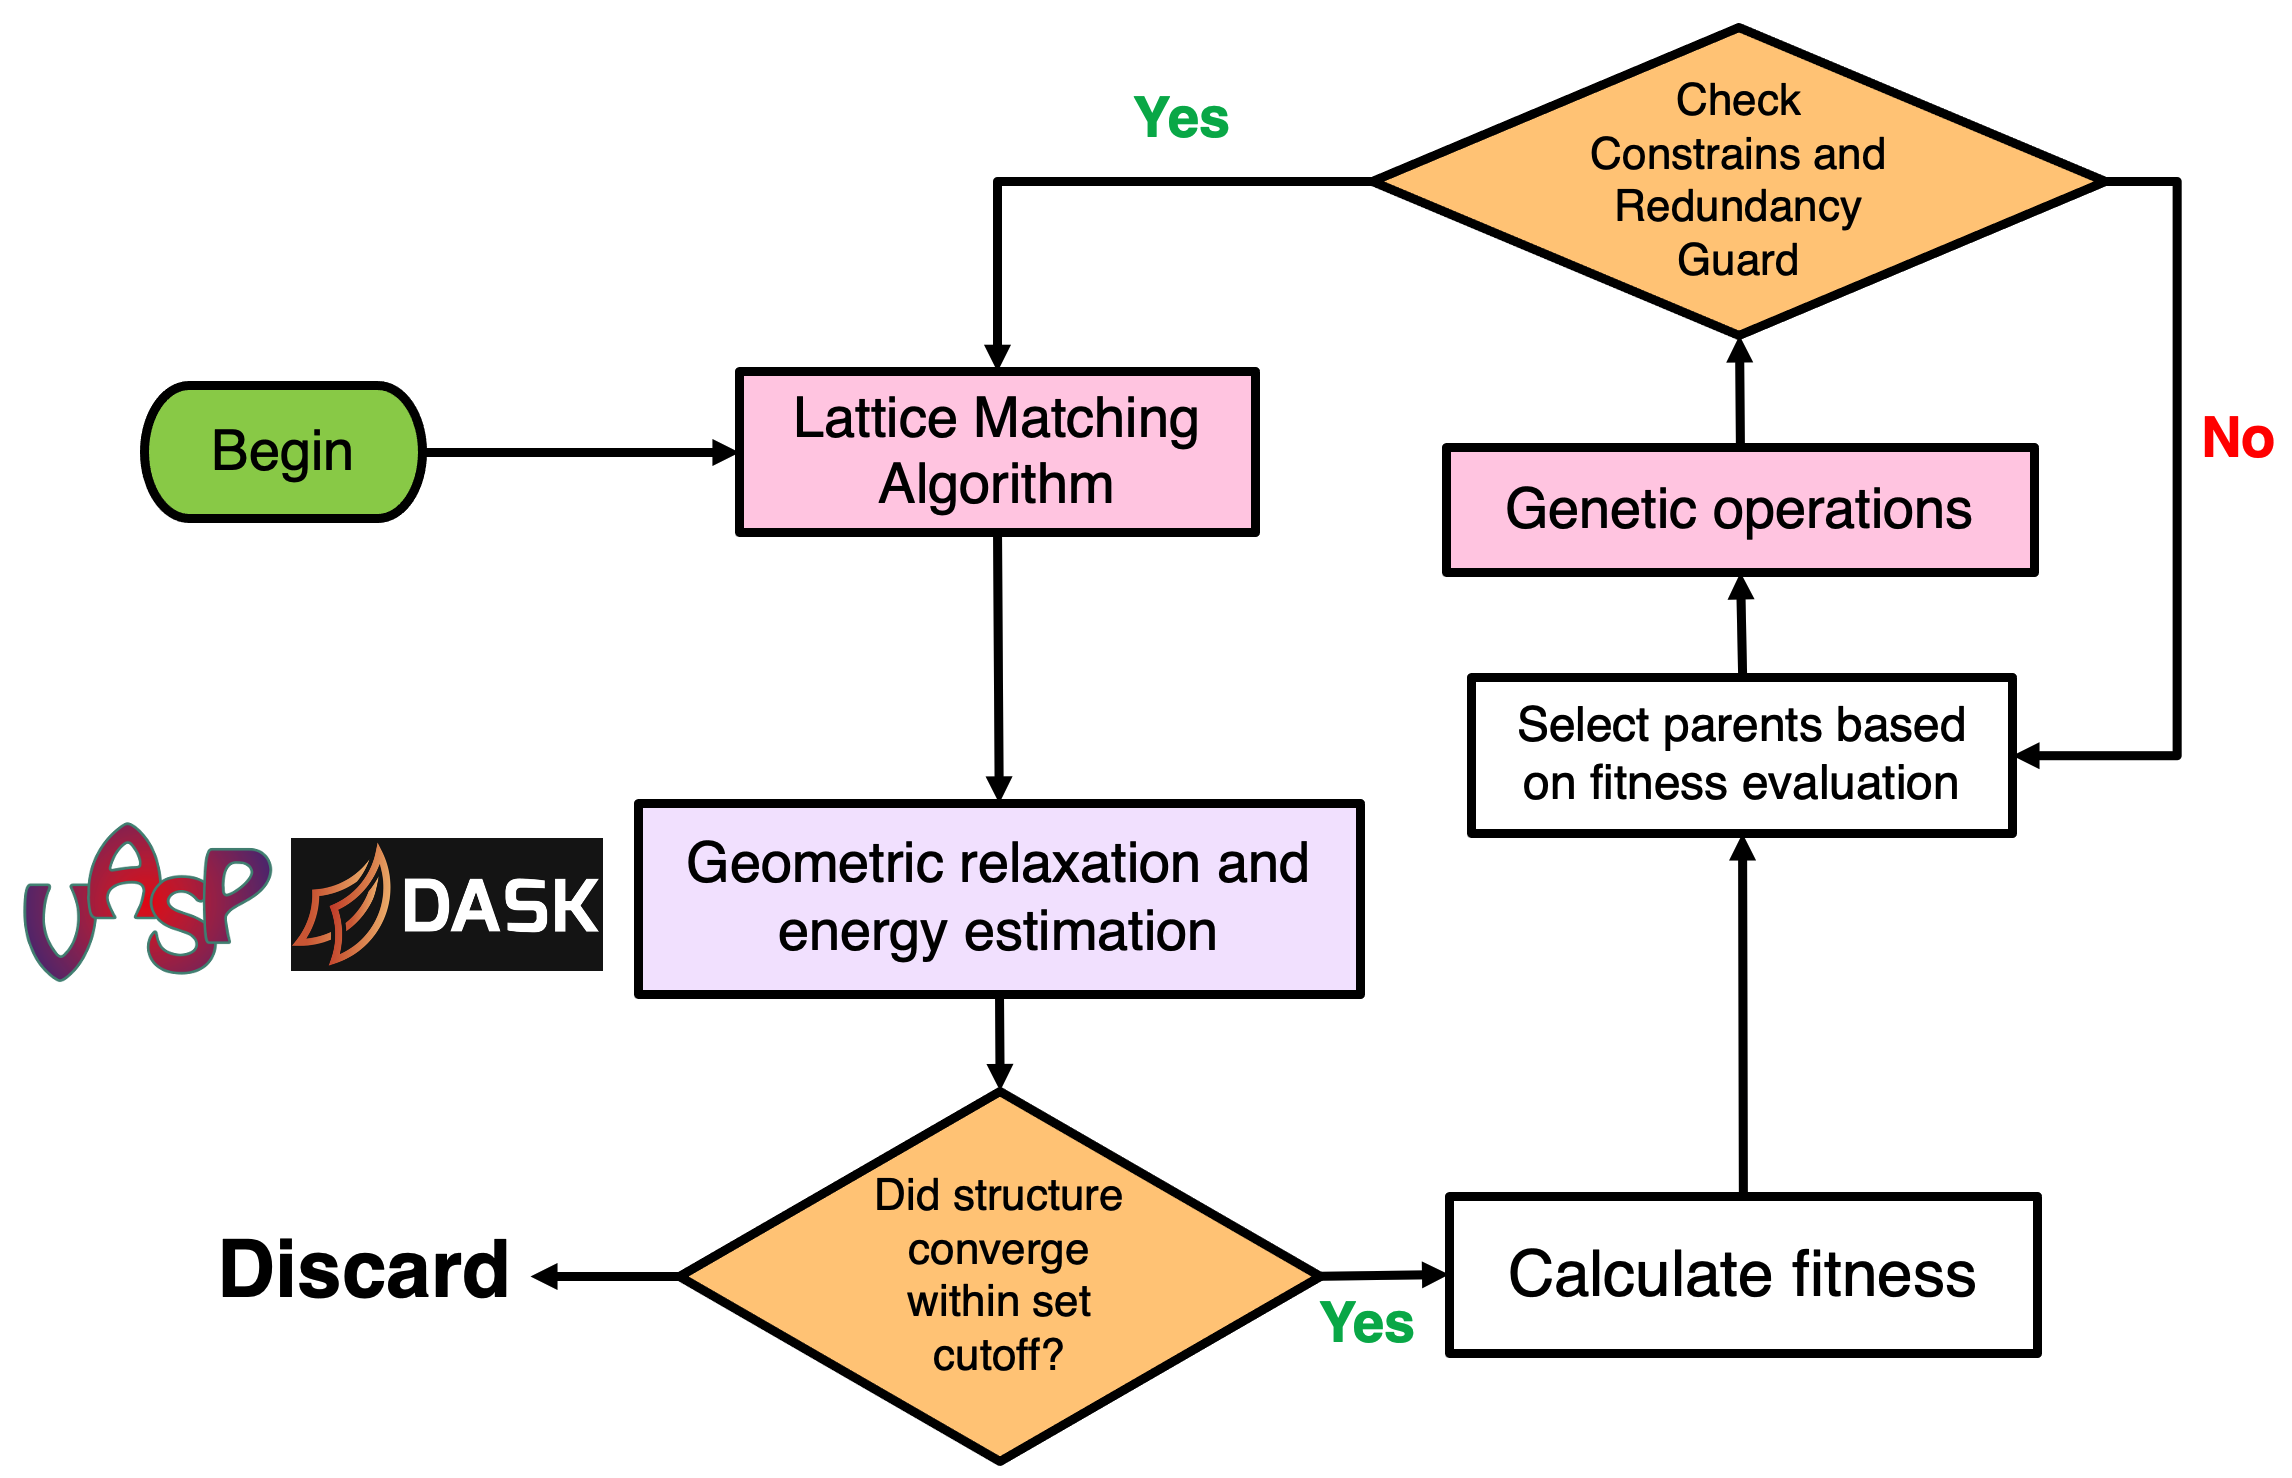 Check
Constrains and
Redundancy
Guard
Yes
Begin
Lattice Matching
Algorithm
No
Genetic operations
Select parents based
on fitness evaluation
VASP
DASK
Geometric relaxation and
energy estimation
Did structure
converge
within set
cutoff?
Discard
Yes
Calculate fitness